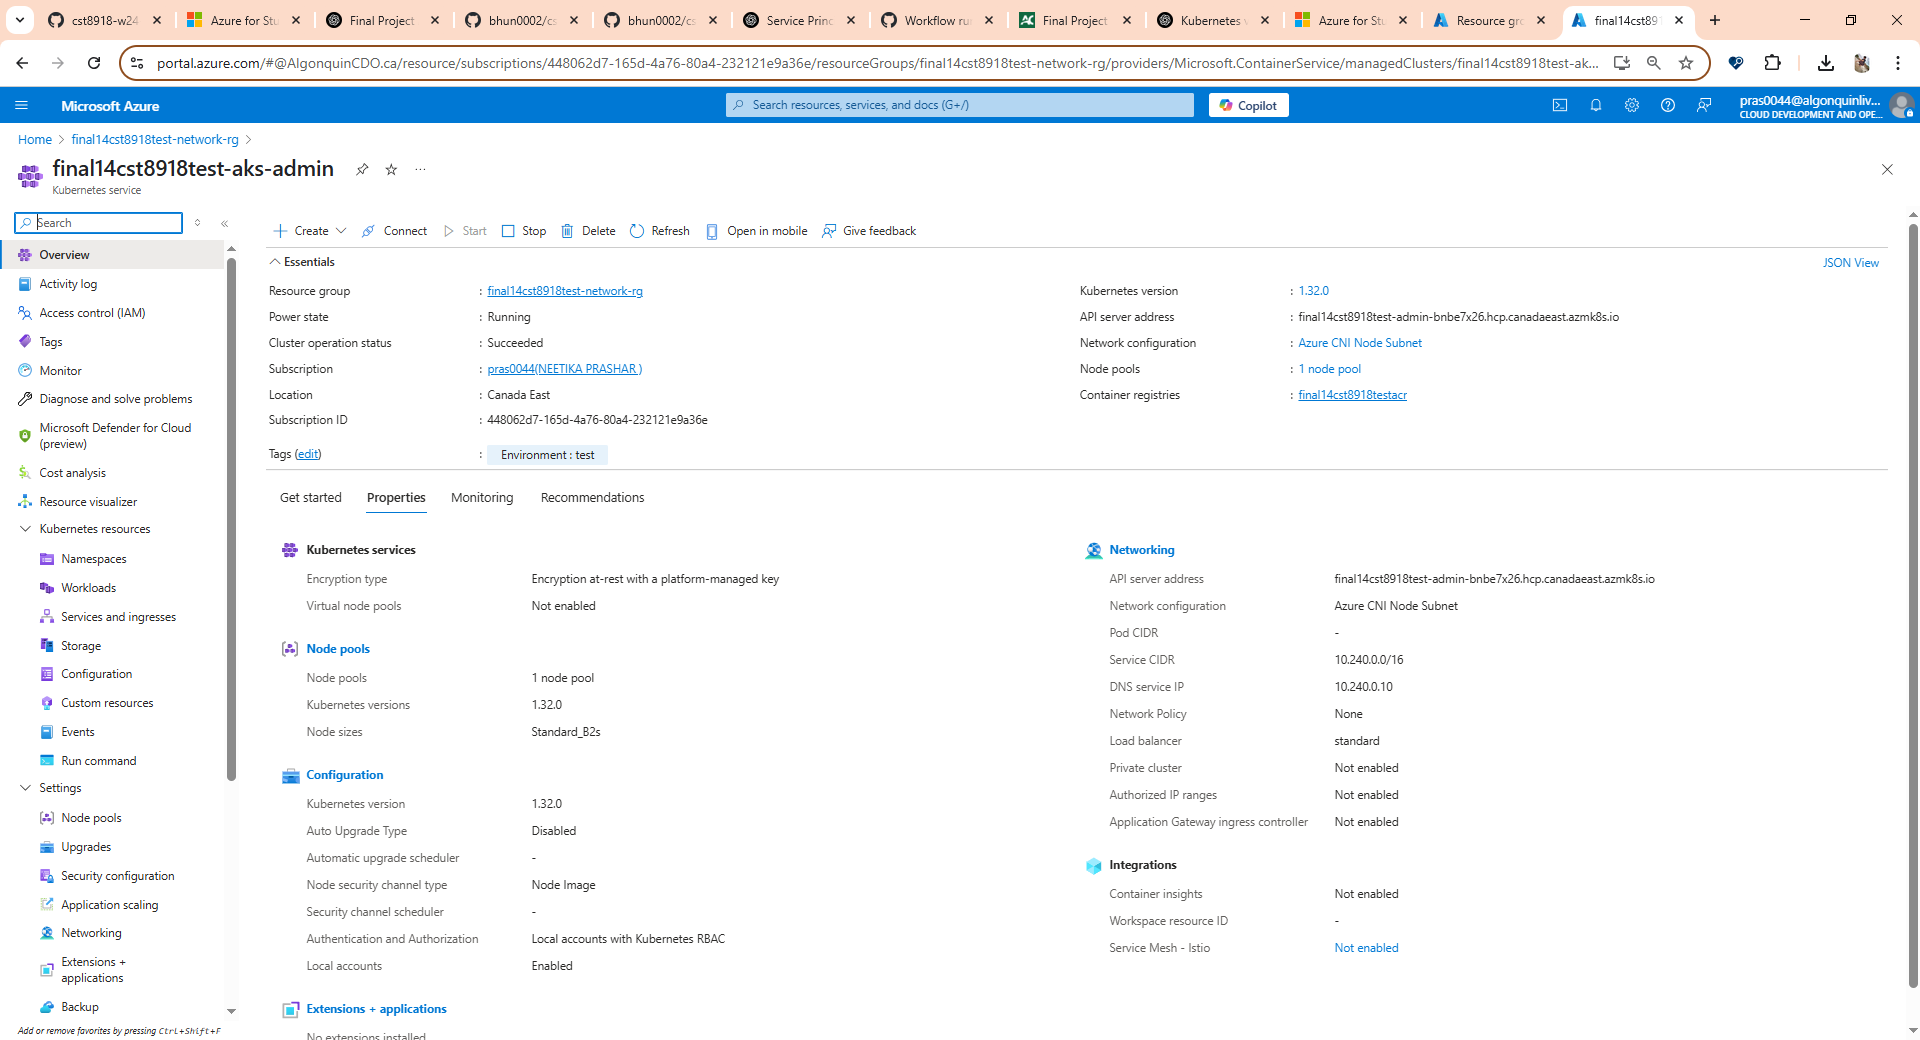 cst8918-w24
Azure for Stu
Final Project
bhun0002/cs
bhun0002/cs
Service Princ
Workflow ru
Final Project
Kubernetes v
Azure for Stu
Resource gro
final14cst891
portal.azure.com/#@AlgonquinCDO.ca/resource/subscriptions/448062d7-165d-4a76-80a4-232121e9a36e/resourceGroups/final14cst8918test-network-rg/providers/Microsoft.ContainerService/managedClusters/final14cst8918test-ak...
Microsoft Azure
Search resources, services, and docs (G+/)
Copilot
pras0044@algonquinliv...
CLOUD DEVELOPMENT AND OPE...
Home > final14cst8918test-network-rg >
final14cst8918test-aks-admin
Kubernetes service
Search
Overview
Activity log
Access control (IAM)
Tags
Monitor
Diagnose and solve problems
Microsoft Defender for Cloud
(preview)
Cost analysis
Resource visualizer
Kubernetes resources
Namespaces
Workloads
Services and ingresses
Storage
Configuration
Custom resources
Events
Run command
Settings
Node pools
Upgrades
Security configuration
Application scaling
Networking
Extensions +
applications
Backup
Add or remove favorites by pressing Ctrl+Shift+F
Create
Connect
Start
Stop
Delete
Refresh
Open in mobile
Give feedback
Essentials
JSON View
Resource group : final14cst8918test-network-rg
Power state : Running
Cluster operation status : Succeeded
Subscription : pras0044(NEETIKA PRASHAR )
Location : Canada East
Subscription ID : 448062d7-165d-4a76-80a4-232121e9a36e
Tags (edit) : Environment : test
Kubernetes version : 1.32.0
API server address : final14cst8918test-admin-bnbe7x26.hcp.canadaeast.azmk8s.io
Network configuration : Azure CNI Node Subnet
Node pools : 1 node pool
Container registries : final14cst8918testacr
Get started
Properties
Monitoring
Recommendations
Kubernetes services
Encryption type Encryption at-rest with a platform-managed key
Virtual node pools Not enabled
Node pools
Node pools 1 node pool
Kubernetes versions 1.32.0
Node sizes Standard_B2s
Configuration
Kubernetes version 1.32.0
Auto Upgrade Type Disabled
Automatic upgrade scheduler -
Node security channel type Node Image
Security channel scheduler -
Authentication and Authorization Local accounts with Kubernetes RBAC
Local accounts Enabled
Extensions + applications
No extensions installed
Networking
API server address final14cst8918test-admin-bnbe7x26.hcp.canadaeast.azmk8s.io
Network configuration Azure CNI Node Subnet
Pod CIDR -
Service CIDR 10.240.0.0/16
DNS service IP 10.240.0.10
Network Policy None
Load balancer standard
Private cluster Not enabled
Authorized IP ranges Not enabled
Application Gateway ingress controller Not enabled
Integrations
Container insights Not enabled
Workspace resource ID -
Service Mesh - Istio Not enabled